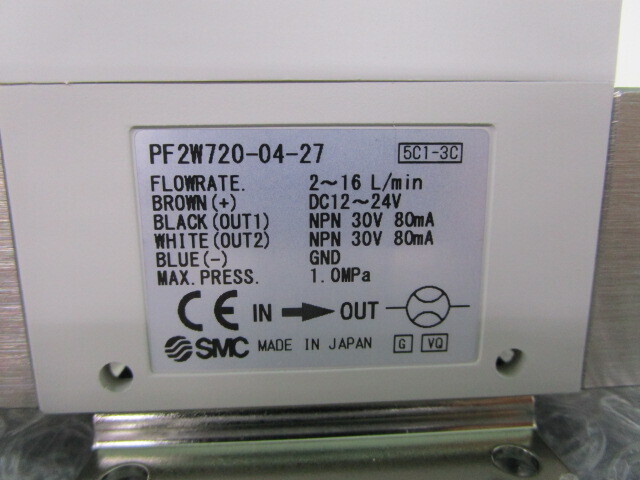 PF2W720-04-27 5C1-3C
FLOWRATE. 2~16 L/min
BROWN(+) DC12~24V
BLACK(OUT1) NPN 30V 80mA
WHITE(OUT2) NPN 30V 80mA
BLUE(-) GND
MAX.PRESS. 1.0MPa
CE IN OUT
SMC MADE IN JAPAN G VQ